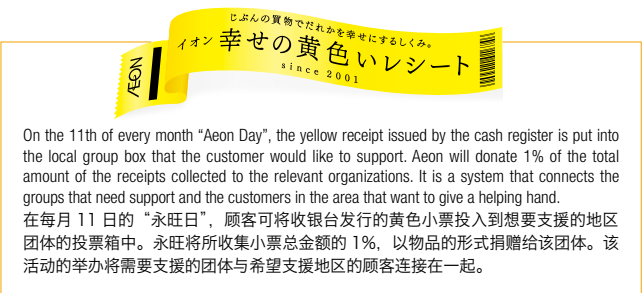 じぶんの買物でだれかを幸せにするしくみ。
イオン 幸せの黄色いレシート
since 2001
ÆON
On the 11th of every month “Aeon Day”, the yellow receipt issued by the cash register is put into
the local group box that the customer would like to support. Aeon will donate 1% of the total
amount of the receipts collected to the relevant organizations. It is a system that connects the
groups that need support and the customers in the area that want to give a helping hand.
在每月 11 日的“永旺日”，顾客可将收银台发行的黄色小票投入到想要支援的地区
团体的投票箱中。永旺将所收集小票总金额的 1%，以物品的形式捐赠给该团体。该
活动的举办将需要支援的团体与希望支援地区的顾客连接在一起。